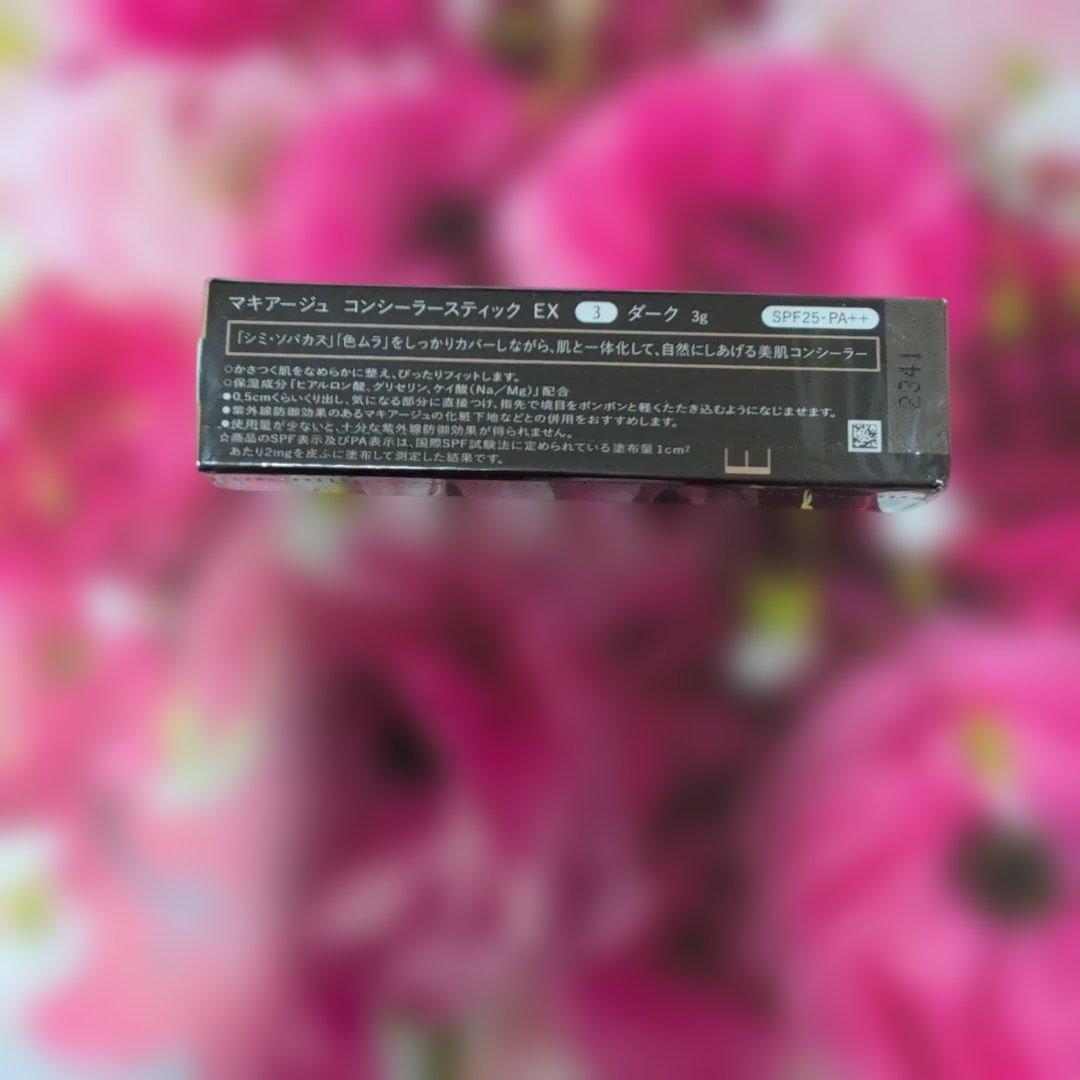 マキアージュ コンシーラースティック EX 3 ダーク 3g SPF25・PA++
「シミ・ソバカス」「色ムラ」をしっかりカバーしながら、肌と一体化して、自然にしあげる美肌コンシーラー
○かさつく肌をなめらかに整え、ぴったりフィットします。
○保湿成分「ヒアルロン酸、グリセリン、ケイ酸(Na/Mg)」配合
●0.5cmくらいくり出し、気になる部分に直接つけ、指先で境目をポンポンと軽くたたき込むようになじませます。
●紫外線防御効果のあるマキアージュの化粧下地などとの併用をおすすめします。
●使用量が少ないと、十分な紫外線防御効果が得られません。
☆商品のSPF表示及びPA表示は、国際SPF試験法に定められている塗布量1cm²
あたり2mgを皮ふに塗布して測定した結果です。
E